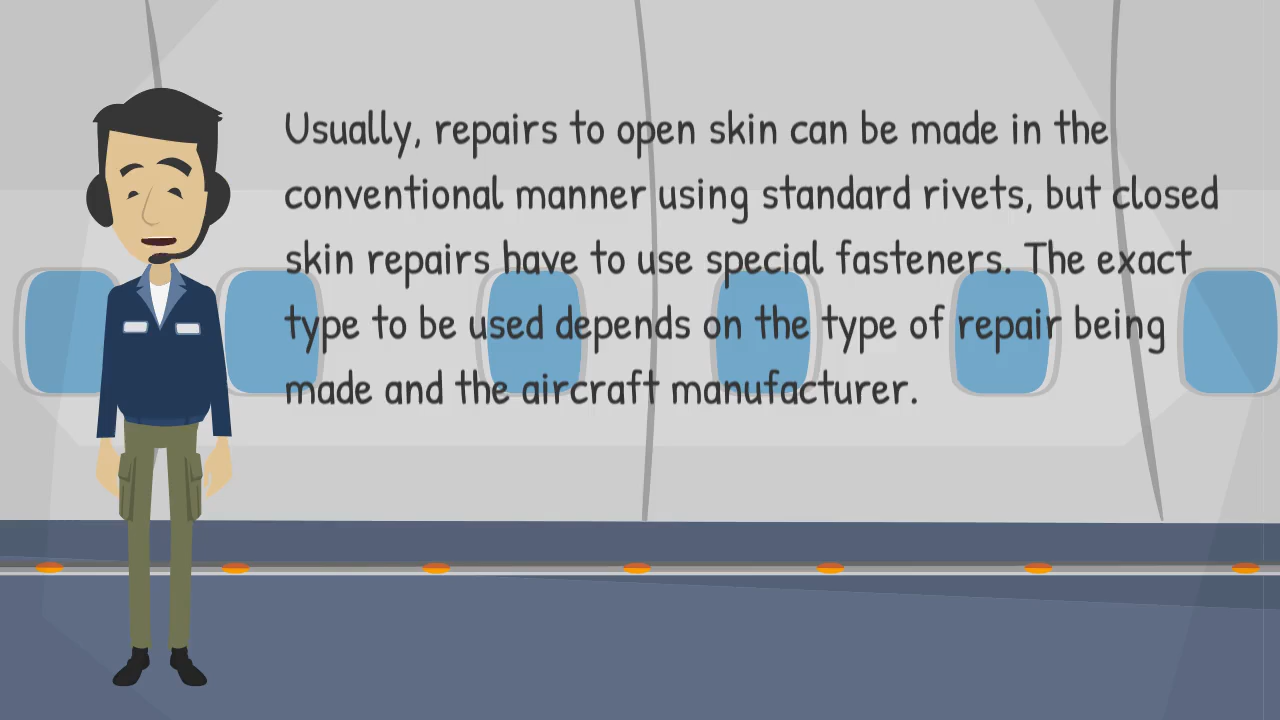 Usually, repairs to open skin can be made in the
conventional manner using standard rivets, but closed
skin repairs have to use special fasteners. The exact
type to be used depends on the type of repair being
made and the aircraft manufacturer.